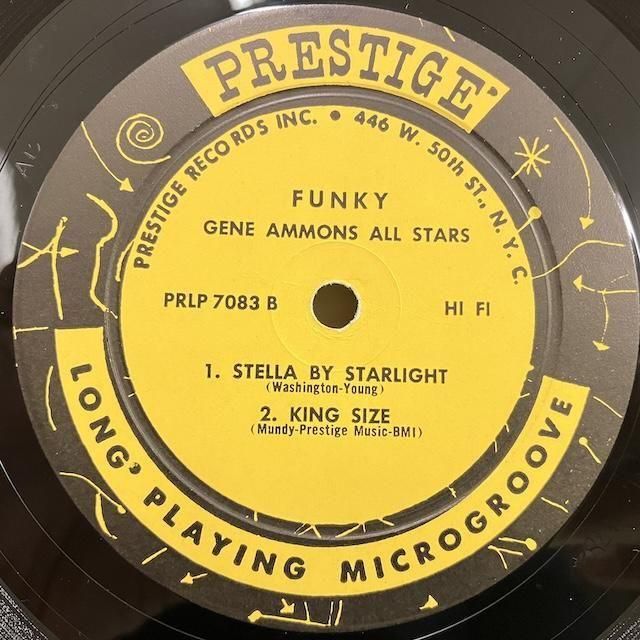 PRESTIGE
PRESTIGE RECORDS INC. • 446 W. 50th ST., N. Y. C.
FUNKY
GENE AMMONS ALL STARS
PRLP 7083 B
HI FI
1. STELLA BY STARLIGHT
(Washington-Young)
2. KING SIZE
(Mundy-Prestige Music-BMI)
LONG' PLAYING MICROGROOVE